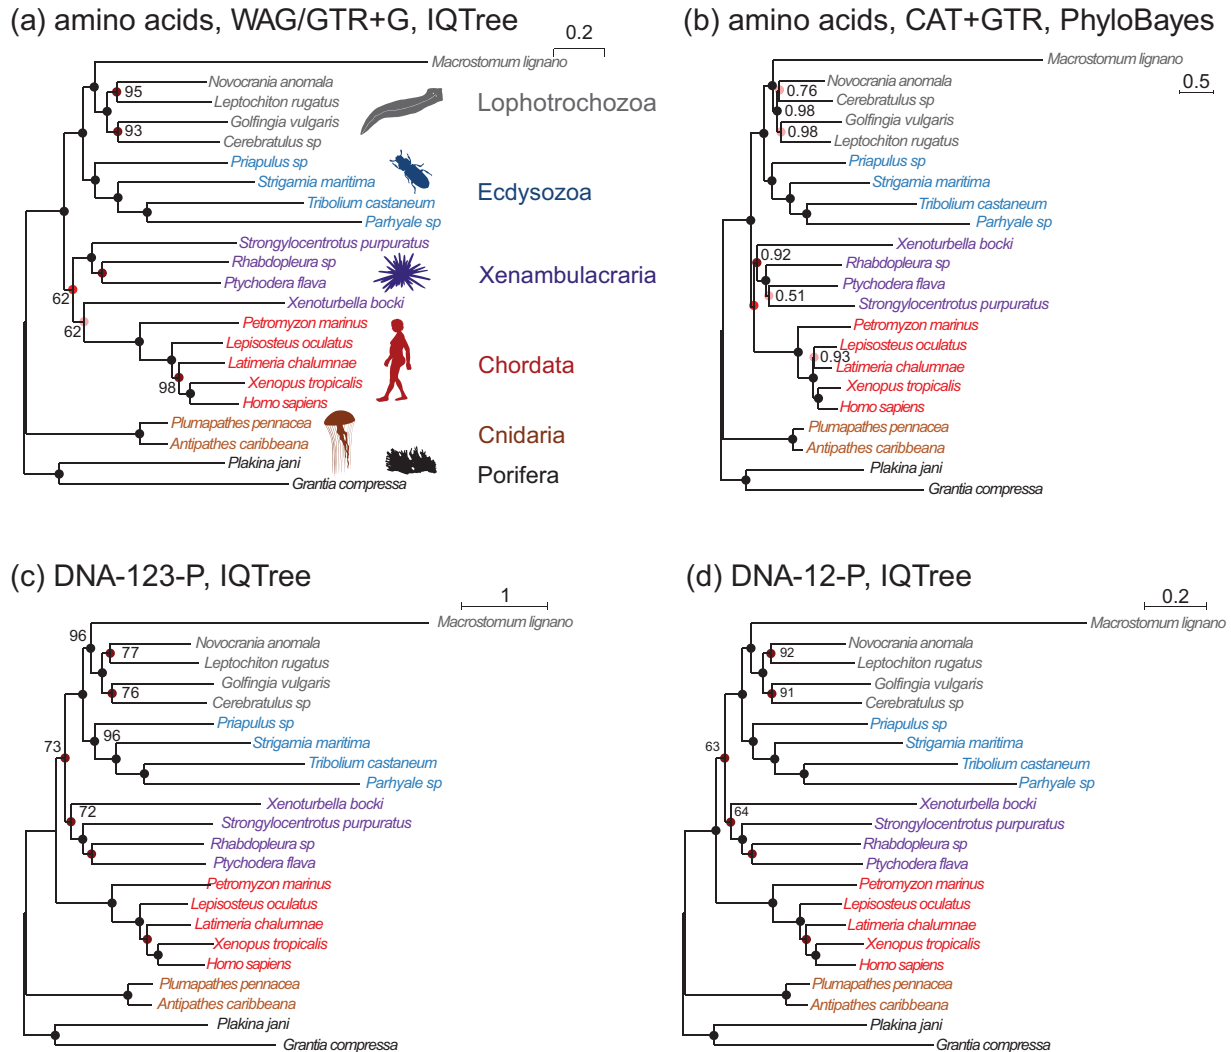 (a) amino acids, WAG/GTR+G, IQTree
0.2
Macrostomum lignano
Novocrania anomala
95
Leptochiton rugatus
Golfingia vulgaris
93
Cerebratulus sp
Lophotrochozoa
Priapulus sp
Strigamia maritima
Tribolium castaneum
Parhyale sp
Ecdysozoa
Strongylocentrotus purpuratus
Rhabdopleura sp
Ptychodera flava
62
Xenoturbella bocki
62
Xenambulacraria
Petromyzon marinus
Lepisosteus oculatus
Latimeria chalumnae
98
Xenopus tropicalis
Homo sapiens
Chordata
Plumapathes pennacea
Antipathes caribbeana
Cnidaria
Plakina jani
Grantia compressa
Porifera
(b) amino acids, CAT+GTR, PhyloBayes
0.5
Macrostomum lignano
Novocrania anomala
0.76
Cerebratulus sp
0.98
Golfingia vulgaris
0.98
Leptochiton rugatus
Priapulus sp
Strigamia maritima
Tribolium castaneum
Parhyale sp
Xenoturbella bocki
0.92
Rhabdopleura sp
Ptychodera flava
0.51
Strongylocentrotus purpuratus
Petromyzon marinus
Lepisosteus oculatus
0.93
Latimeria chalumnae
Xenopus tropicalis
Homo sapiens
Plumapathes pennacea
Antipathes caribbeana
Plakina jani
Grantia compressa
(c) DNA-123-P, IQTree
1
Macrostomum lignano
96
Novocrania anomala
77
Leptochiton rugatus
Golfingia vulgaris
76
Cerebratulus sp
Priapulus sp
96
Strigamia maritima
73
Tribolium castaneum
Parhyale sp
Xenoturbella bocki
72
Strongylocentrotus purpuratus
Rhabdopleura sp
Ptychodera flava
Petromyzon marinus
Lepisosteus oculatus
Latimeria chalumnae
Xenopus tropicalis
Homo sapiens
Plumapathes pennacea
Antipathes caribbeana
Plakina jani
Grantia compressa
(d) DNA-12-P, IQTree
0.2
Macrostomum lignano
Novocrania anomala
92
Leptochiton rugatus
Golfingia vulgaris
91
Cerebratulus sp
Priapulus sp
Strigamia maritima
63
Tribolium castaneum
Parhyale sp
Xenoturbella bocki
64
Strongylocentrotus purpuratus
Rhabdopleura sp
Ptychodera flava
Petromyzon marinus
Lepisosteus oculatus
Latimeria chalumnae
Xenopus tropicalis
Homo sapiens
Plumapathes pennacea
Antipathes caribbeana
Plakina jani
Grantia compressa